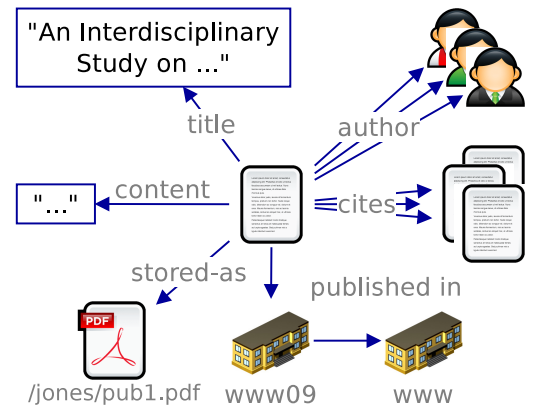 "An Interdisciplinary
Study on ..."
title
author
content
"..."
cites
stored-as
published in
PDF
/jones/pub1.pdf
www09
www